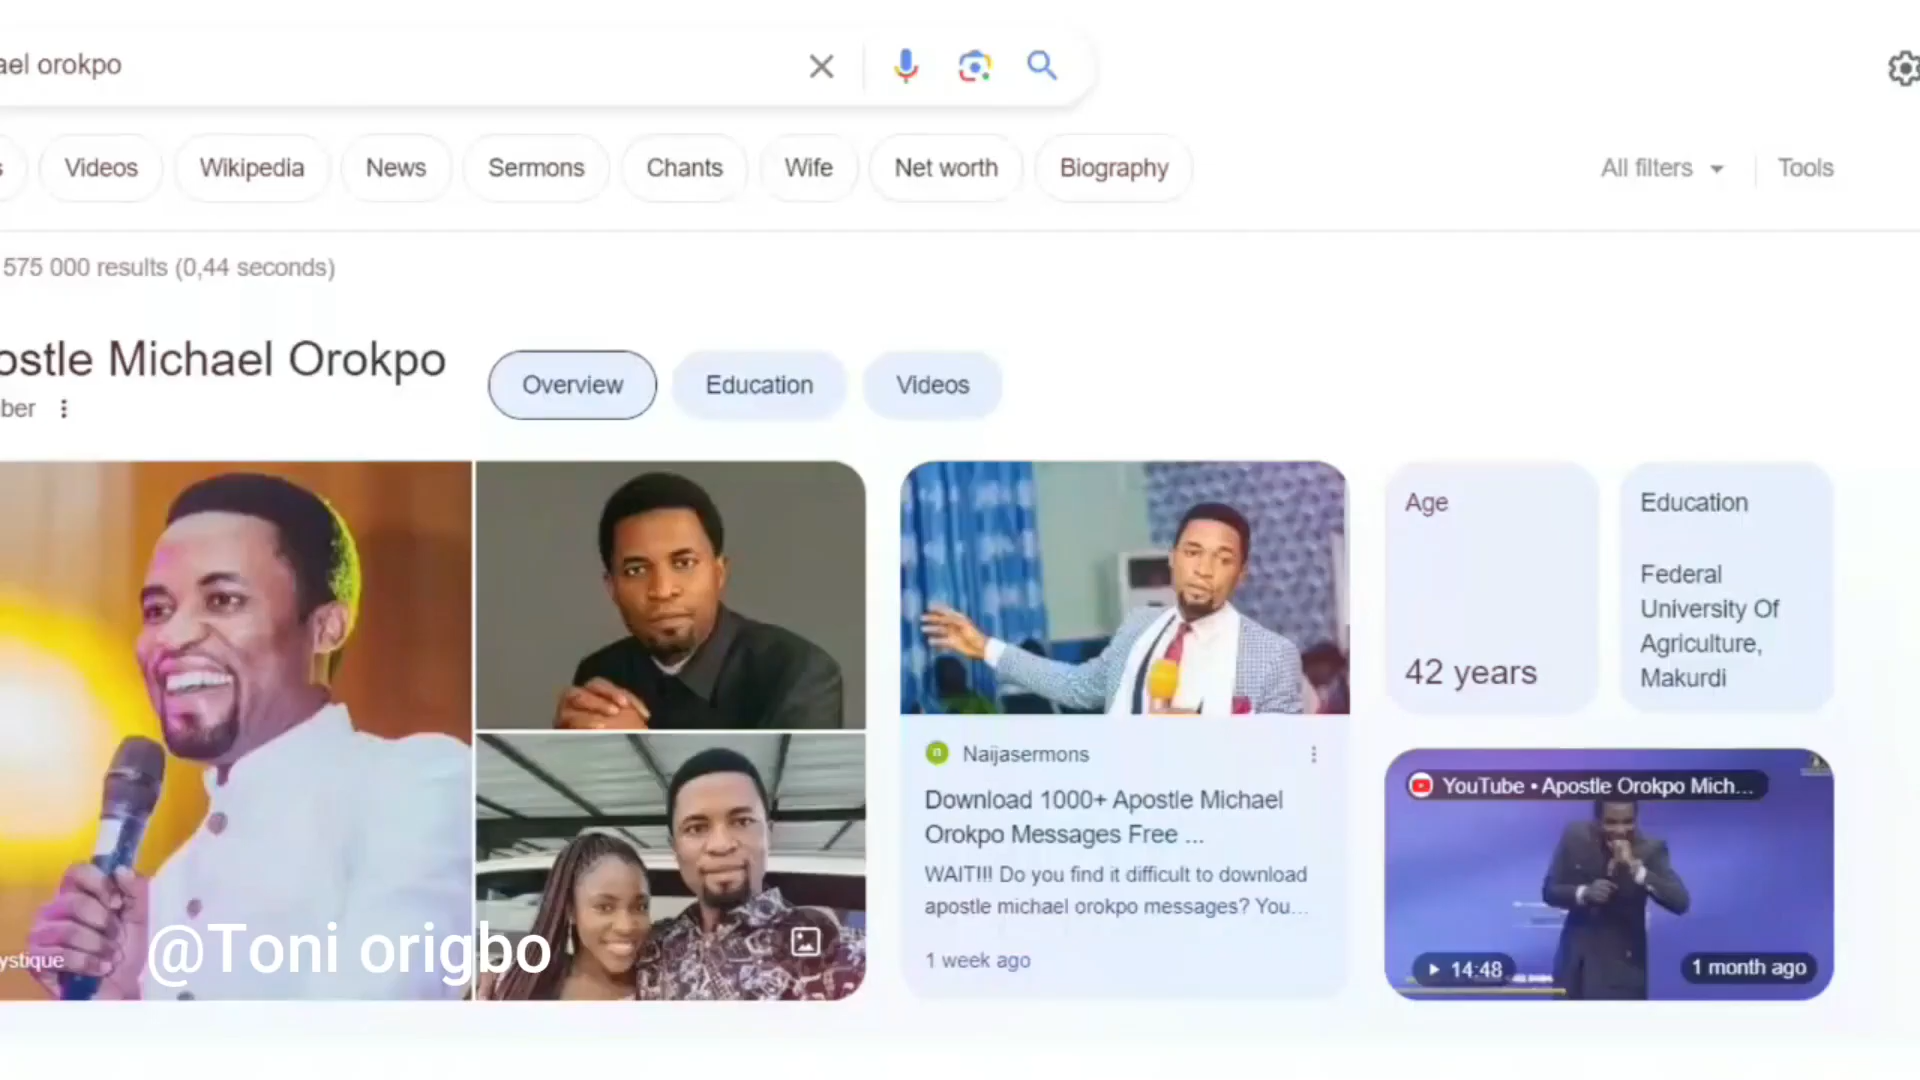 ael orokpo
Videos
Wikipedia
News
Sermons
Chants
Wife
Net worth
Biography
All filters
Tools
575 000 results (0,44 seconds)
ostle Michael Orokpo
ber
Overview
Education
Videos
ystique
@Toni origbo
Naijasermons
Download 1000+ Apostle Michael
Orokpo Messages Free ...
WAIT!!! Do you find it difficult to download
apostle michael orokpo messages? You...
1 week ago
Age
42 years
Education
Federal
University Of
Agriculture,
Makurdi
YouTube • Apostle Orokpo Mich...
14:48
1 month ago